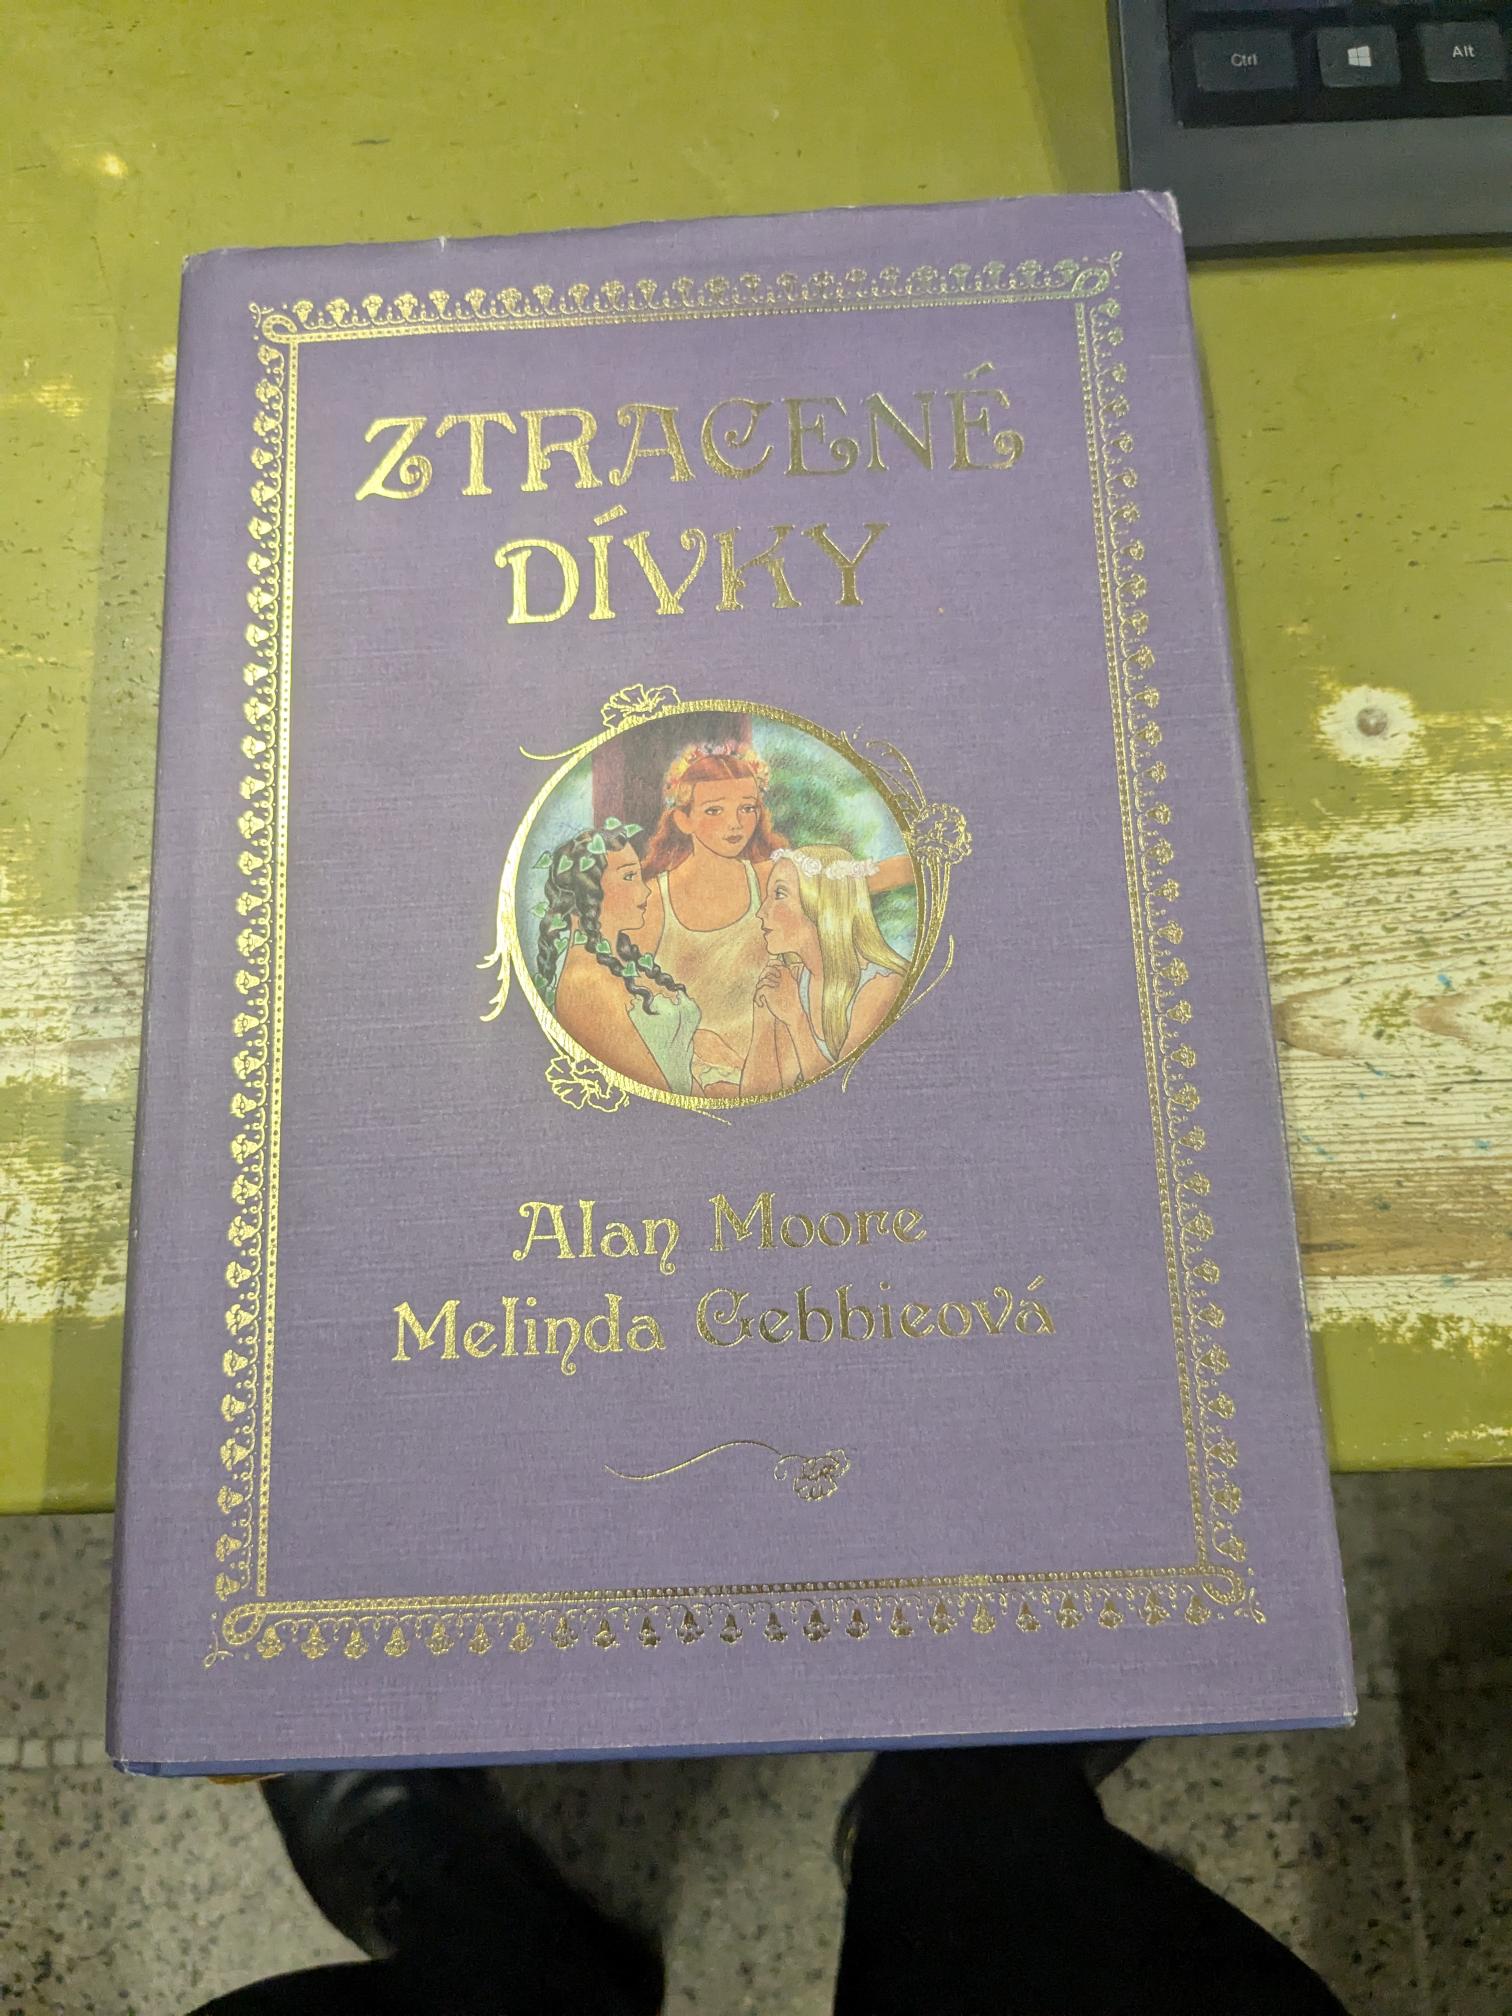 Ctrl Alt
ZTRACENÉ
DÍVKY
Alan Moore
Melinda Gebbieová